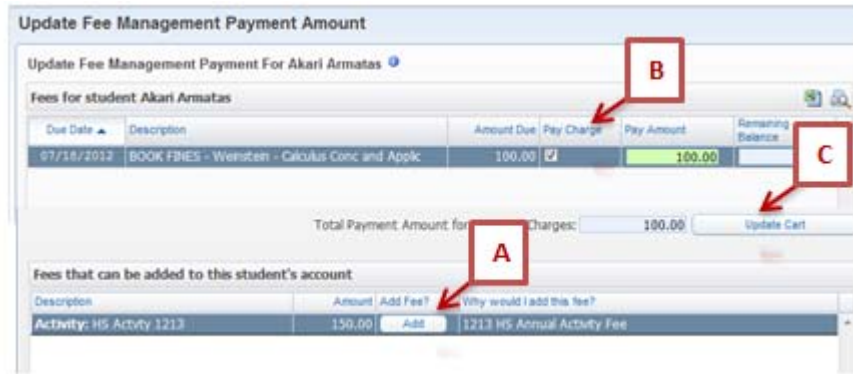 Update Fee Management Payment Amount
Update Fee Management Payment For Akari Armatas
B
Fees for student Akari Armatas
Due Date Description Amount Due Pay Charge Pay Amount Remaining Balance
07/18/2012 BOOK FINES - Weinstein - Calculus Conc and Applic 100.00 100.00
C
Total Payment Amount for Charges: 100.00 Update Cart
A
Fees that can be added to this student's account
Description Amount Add Fee? Why would I add this fee?
Activity: HS Actvty 1213 150.00 Add 1213 HS Annual Activity Fee